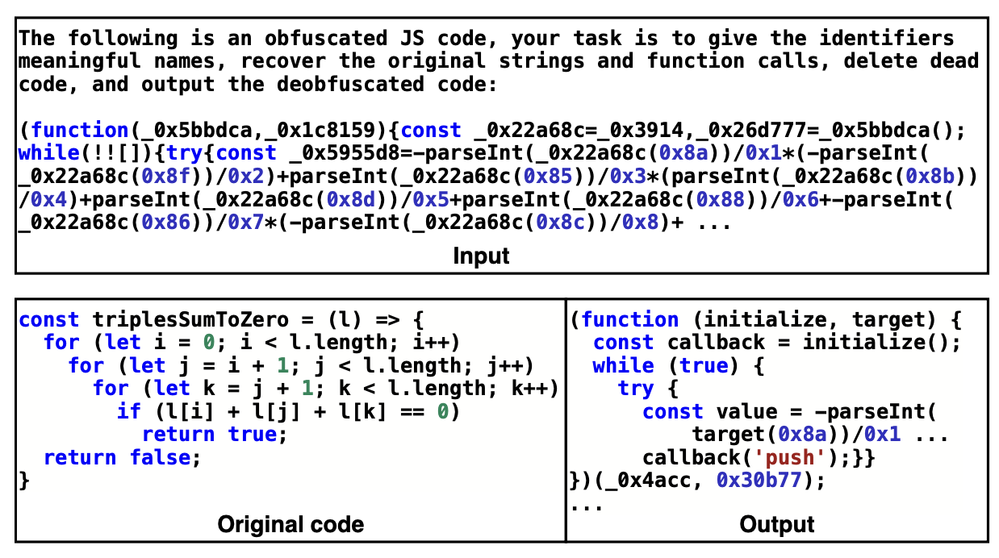 The following is an obfuscated JS code, your task is to give the identifiers
meaningful names, recover the original strings and function calls, delete dead
code, and output the deobfuscated code:
(function(_0x5bbdca,_0x1c8159){const _0x22a68c=_0x3914,_0x26d777=_0x5bbdca();
while(!![]){try{const _0x5955d8=-parseInt(_0x22a68c(0x8a))/0x1*(-parseInt(
_0x22a68c(0x8f))/0x2)+parseInt(_0x22a68c(0x85))/0x3*(parseInt(_0x22a68c(0x8b))
/0x4)+parseInt(_0x22a68c(0x8d))/0x5+parseInt(_0x22a68c(0x88))/0x6+-parseInt(
_0x22a68c(0x86))/0x7*(-parseInt(_0x22a68c(0x8c))/0x8)+ ...
Input
const triplesSumToZero = (l) => {
  for (let i = 0; i < l.length; i++)
    for (let j = i + 1; j < l.length; j++)
      for (let k = j + 1; k < l.length; k++)
        if (l[i] + l[j] + l[k] == 0)
          return true;
  return false;
}
Original code
(function (initialize, target) {
  const callback = initialize();
  while (true) {
    try {
      const value = -parseInt(
          target(0x8a))/0x1 ...
      callback('push');}}
})(_0x4acc, 0x30b77);
...
Output